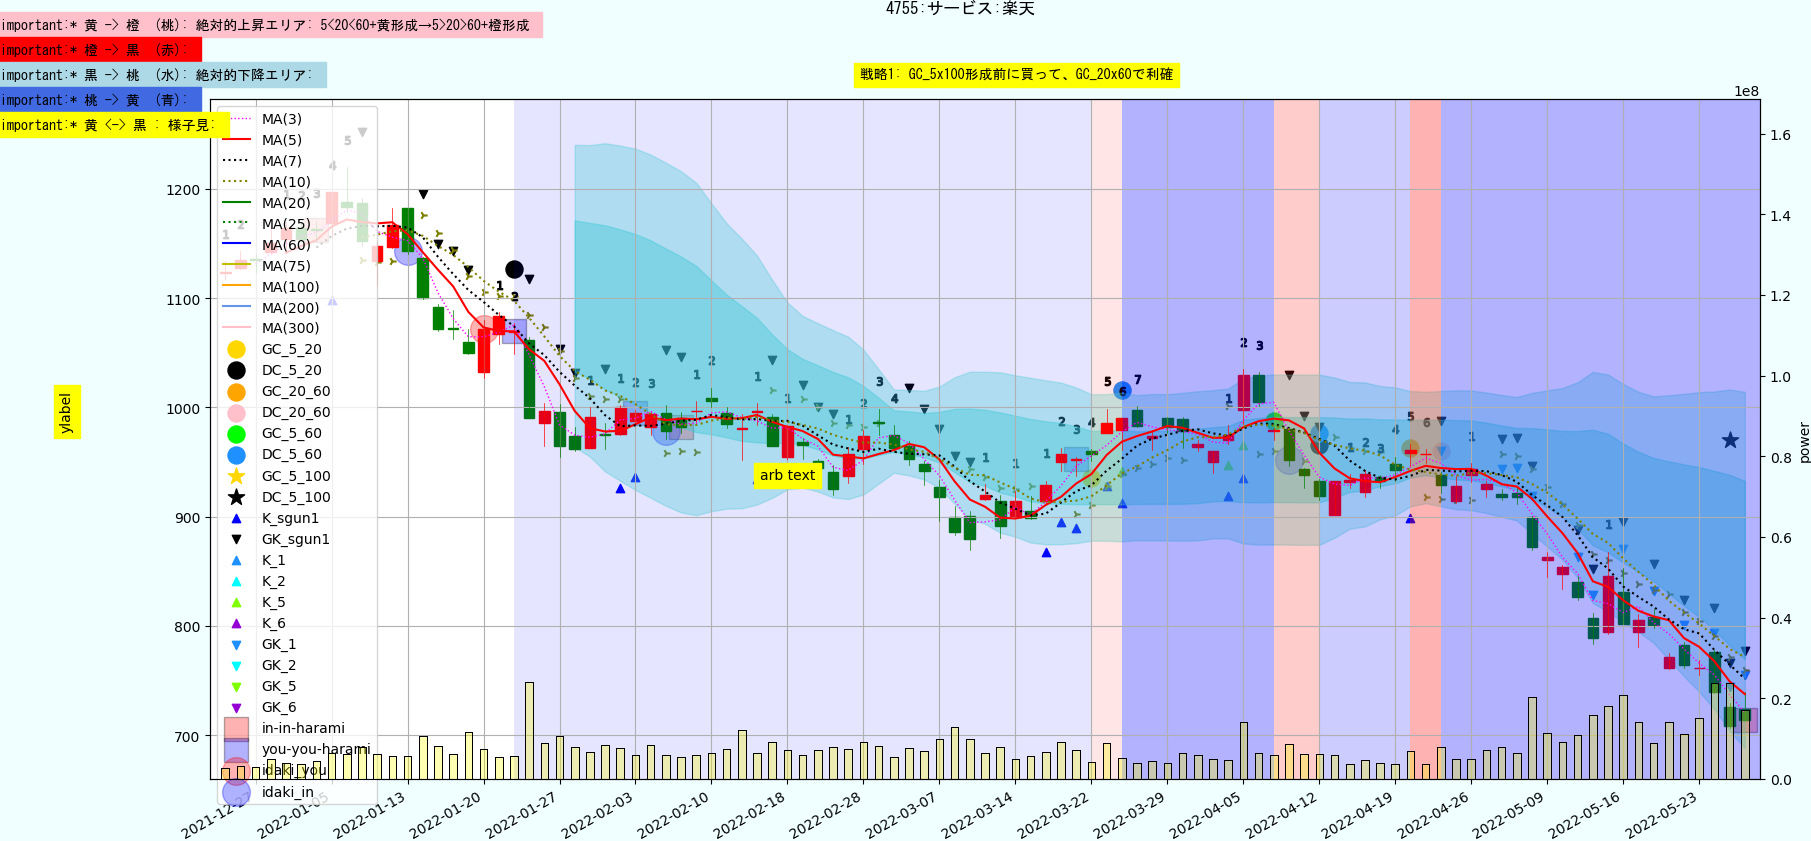 4755:サービス:楽天
important:* 黄 -> 橙 (桃): 絶対的上昇エリア: 5<20<60+黄形成→5>20>60+橙形成
important:* 橙 -> 黒 (赤):
important:* 黒 -> 桃 (水): 絶対的下降エリア:
戦略1: GC_5x100形成前に買って、GC_20x60で利確
important:* 桃 -> 黄 (青):
important:* 黄 <-> 黒 : 様子見:
1e8
MA(3)
MA(5)
MA(7)
MA(10)
MA(20)
MA(25)
MA(60)
MA(75)
MA(100)
MA(200)
MA(300)
GC_5_20
DC_5_20
GC_20_60
DC_20_60
GC_5_60
DC_5_60
GC_5_100
DC_5_100
K_sgun1
GK_sgun1
K_1
K_2
K_5
K_6
GK_1
GK_2
GK_5
GK_6
in-in-harami
you-you-harami
idaki_you
idaki_in
1200
1100
1000
900
800
700
ylabel
arb text
1.6
1.4
1.2
1.0
0.8
0.6
0.4
0.2
0.0
power
2021-12-27
2022-01-05
2022-01-13
2022-01-20
2022-01-27
2022-02-03
2022-02-10
2022-02-18
2022-02-28
2022-03-07
2022-03-14
2022-03-22
2022-03-29
2022-04-05
2022-04-12
2022-04-19
2022-04-26
2022-05-09
2022-05-16
2022-05-23